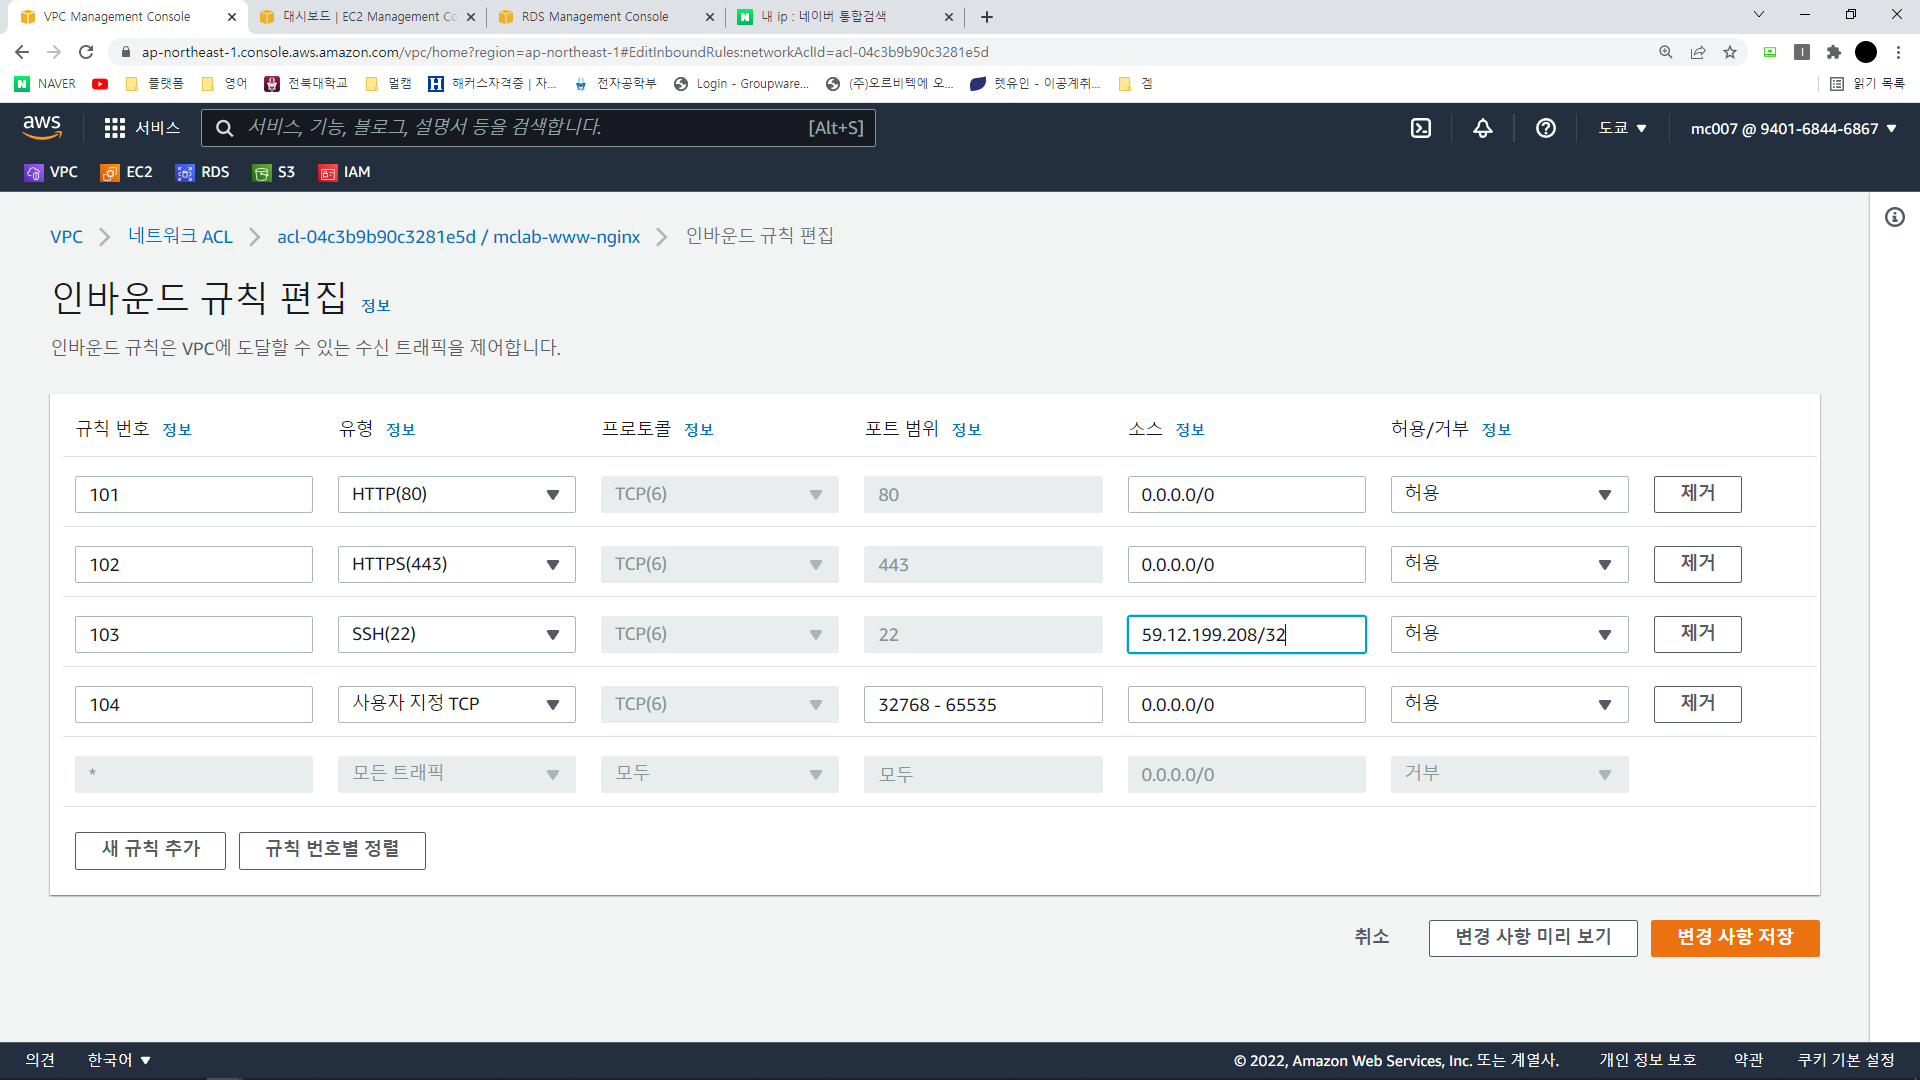 VPC Management Console
대시보드 | EC2 Management Co
RDS Management Console
내 ip : 네이버 통합검색
ap-northeast-1.console.aws.amazon.com/vpc/home?region=ap-northeast-1#EditInboundRules:networkAclId=acl-04c3b9b90c3281e5d
NAVER
플랫폼
영어
전북대학교
멀캠
해커스자격증 | 자...
전자공학부
Login - Groupware...
(주)오르비텍에 오...
렛유인 - 이공계취...
겜
읽기 목록
aws
서비스
서비스, 기능, 블로그, 설명서 등을 검색합니다.
[Alt+S]
도쿄
mc007 @ 9401-6844-6867
VPC
EC2
RDS
S3
IAM
VPC
네트워크 ACL
acl-04c3b9b90c3281e5d / mclab-www-nginx
인바운드 규칙 편집
인바운드 규칙 편집 정보
인바운드 규칙은 VPC에 도달할 수 있는 수신 트래픽을 제어합니다.
규칙 번호 정보 유형 정보 프로토콜 정보 포트 범위 정보 소스 정보 허용/거부 정보
101 HTTP(80) TCP(6) 80 0.0.0.0/0 허용 제거
102 HTTPS(443) TCP(6) 443 0.0.0.0/0 허용 제거
103 SSH(22) TCP(6) 22 59.12.199.208/32 허용 제거
104 사용자 지정 TCP TCP(6) 32768 - 65535 0.0.0.0/0 허용 제거
* 모든 트래픽 모두 모두 0.0.0.0/0 거부
새 규칙 추가 규칙 번호별 정렬
취소 변경 사항 미리 보기 변경 사항 저장
의견 한국어 © 2022, Amazon Web Services, Inc. 또는 계열사. 개인 정보 보호 약관 쿠키 기본 설정